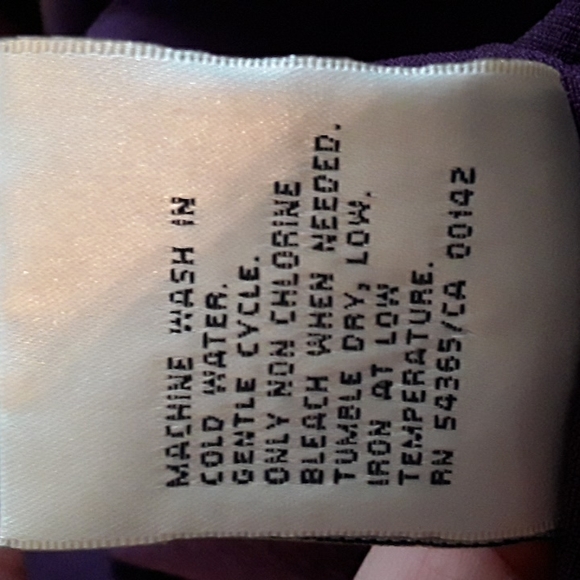 MACHINE WASH IN
COLD WATER.
GENTLE CYCLE.
ONLY NON CHLORINE
BLEACH WHEN NEEDED.
TUMBLE DRY, LOW.
IRON AT LOW
TEMPERATURE.
RN 54365/CA 00142